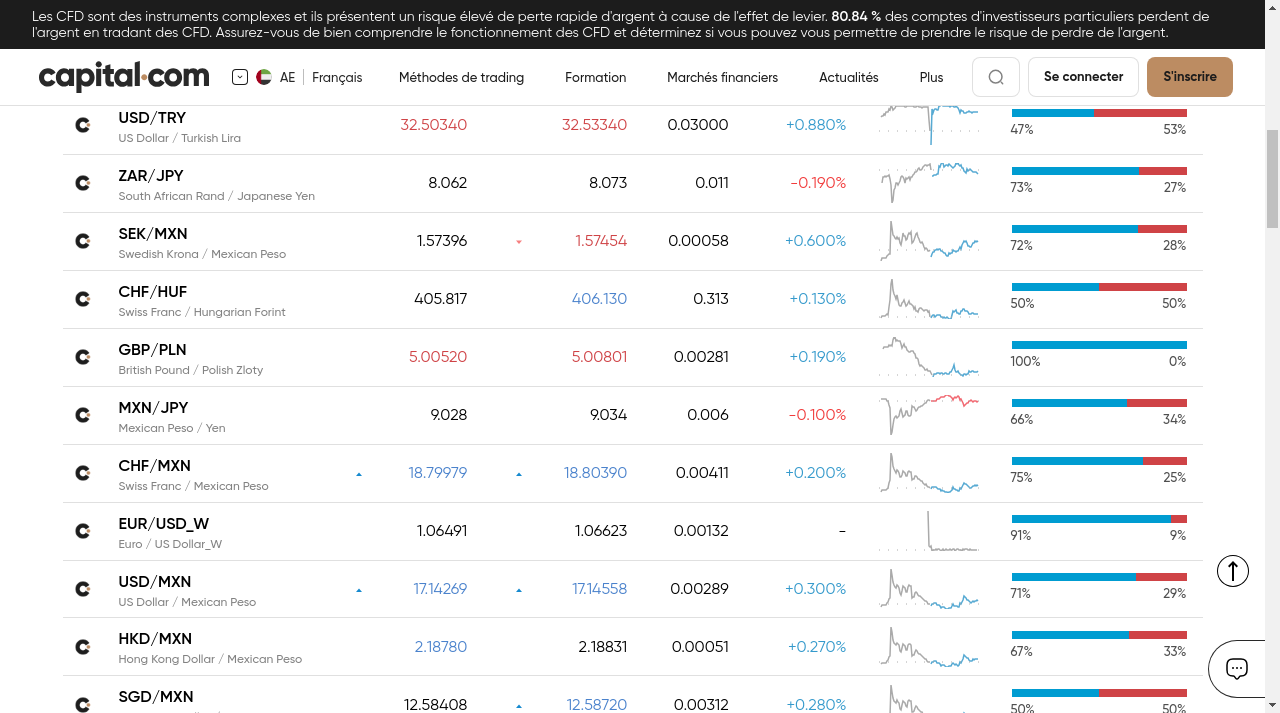 Les CFD sont des instruments complexes et ils présentent un risque élevé de perte rapide d'argent à cause de l'effet de levier. 80.84 % des comptes d'investisseurs particuliers perdent de
l'argent en tradant des CFD. Assurez-vous de bien comprendre le fonctionnement des CFD et déterminez si vous pouvez vous permettre de prendre le risque de perdre de l'argent.
capital.com AE Français Méthodes de trading Formation Marchés financiers Actualités Plus Se connecter S'inscrire
USD/TRY 32.50340 32.53340 0.03000 +0.880%
US Dollar / Turkish Lira 47% 53%
ZAR/JPY 8.062 8.073 0.011 -0.190%
South African Rand / Japanese Yen 73% 27%
SEK/MXN 1.57396 1.57454 0.00058 +0.600%
Swedish Krona / Mexican Peso 72% 28%
CHF/HUF 405.817 406.130 0.313 +0.130%
Swiss Franc / Hungarian Forint 50% 50%
GBP/PLN 5.00520 5.00801 0.00281 +0.190%
British Pound / Polish Zloty 100% 0%
MXN/JPY 9.028 9.034 0.006 -0.100%
Mexican Peso / Yen 66% 34%
CHF/MXN 18.79979 18.80390 0.00411 +0.200%
Swiss Franc / Mexican Peso 75% 25%
EUR/USD_W 1.06491 1.06623 0.00132 -
Euro / US Dollar_W 91% 9%
USD/MXN 17.14269 17.14558 0.00289 +0.300%
US Dollar / Mexican Peso 71% 29%
HKD/MXN 2.18780 2.18831 0.00051 +0.270%
Hong Kong Dollar / Mexican Peso 67% 33%
SGD/MXN 12.58408 12.58720 0.00312 +0.280%
50% 50%